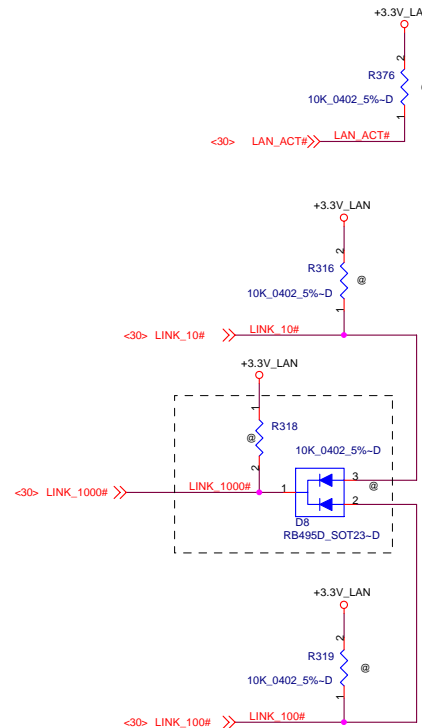 +3.3V_LA
2
R376
@
10K_0402_5%~D
1
<30> LAN_ACT# LAN_ACT#
+3.3V_LAN
2
R316
@
10K_0402_5%~D
1
<30> LINK_10# LINK_10#
+3.3V_LAN
1
R318
@
10K_0402_5%~D
2
<30> LINK_1000# LINK_1000# 1
3
@
2
D8
RB495D_SOT23~D
+3.3V_LAN
2
R319
@
10K_0402_5%~D
1
<30> LINK_100# LINK_100#